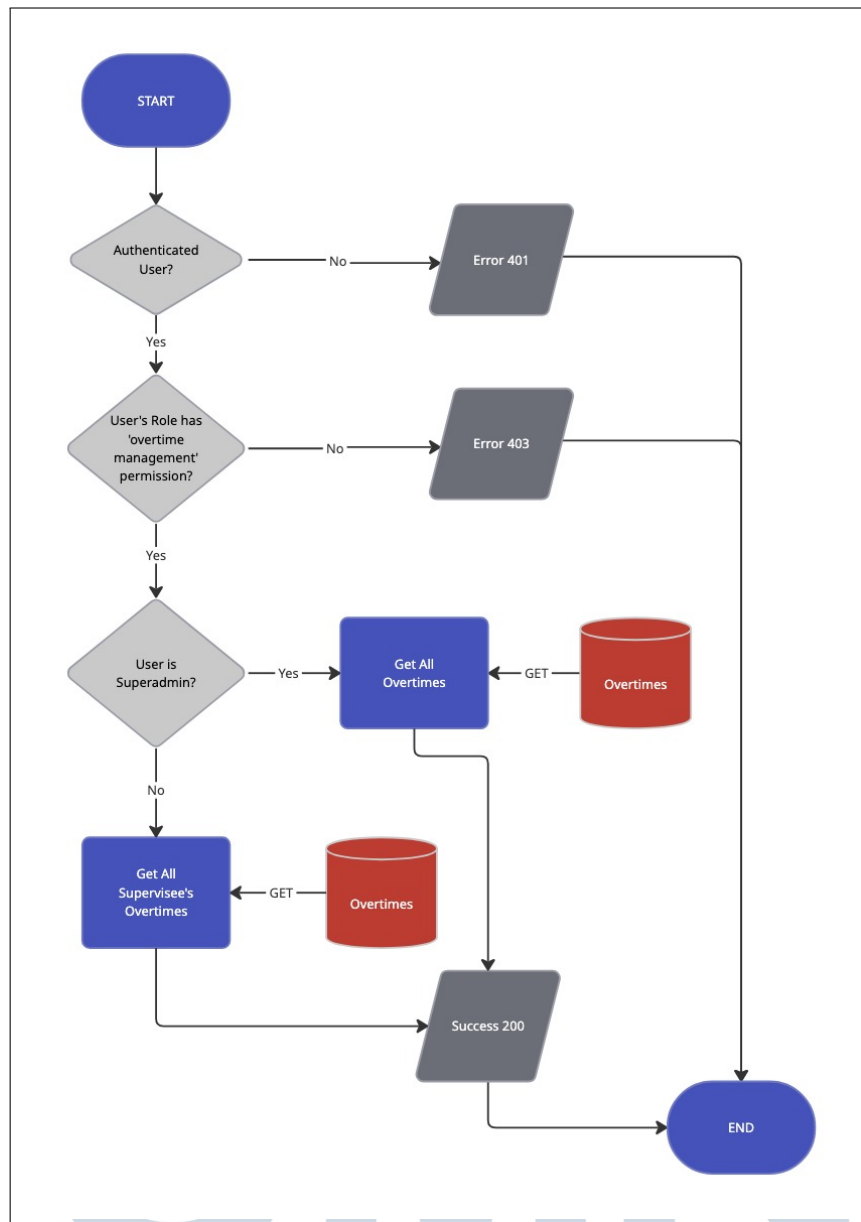 START
Authenticated
User?
No
Error 401
Yes
User's Role has
'overtime
management'
permission?
No
Error 403
Yes
User is
Superadmin?
Yes
Get All
Overtimes
GET
Overtimes
No
Get All
Supervisee's
Overtimes
GET
Overtimes
Success 200
END